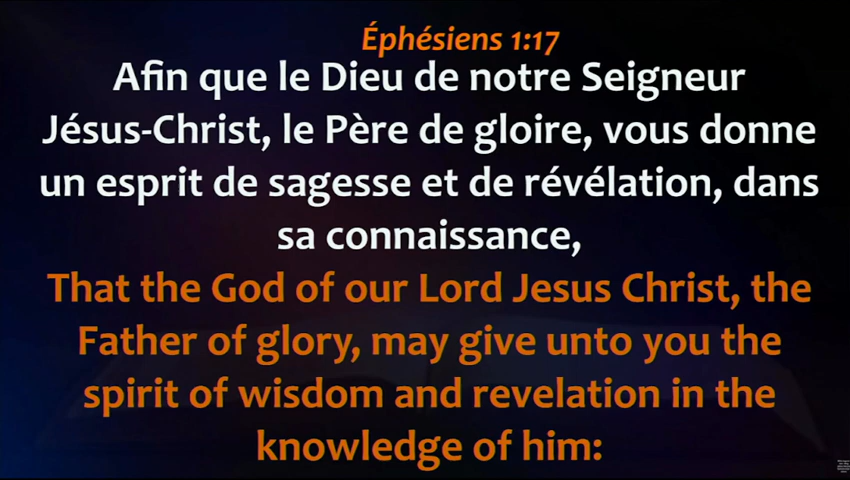 Éphésiens 1:17
Afin que le Dieu de notre Seigneur
Jésus-Christ, le Père de gloire, vous donne
un esprit de sagesse et de révélation, dans
sa connaissance,
That the God of our Lord Jesus Christ, the
Father of glory, may give unto you the
spirit of wisdom and revelation in the
knowledge of him: